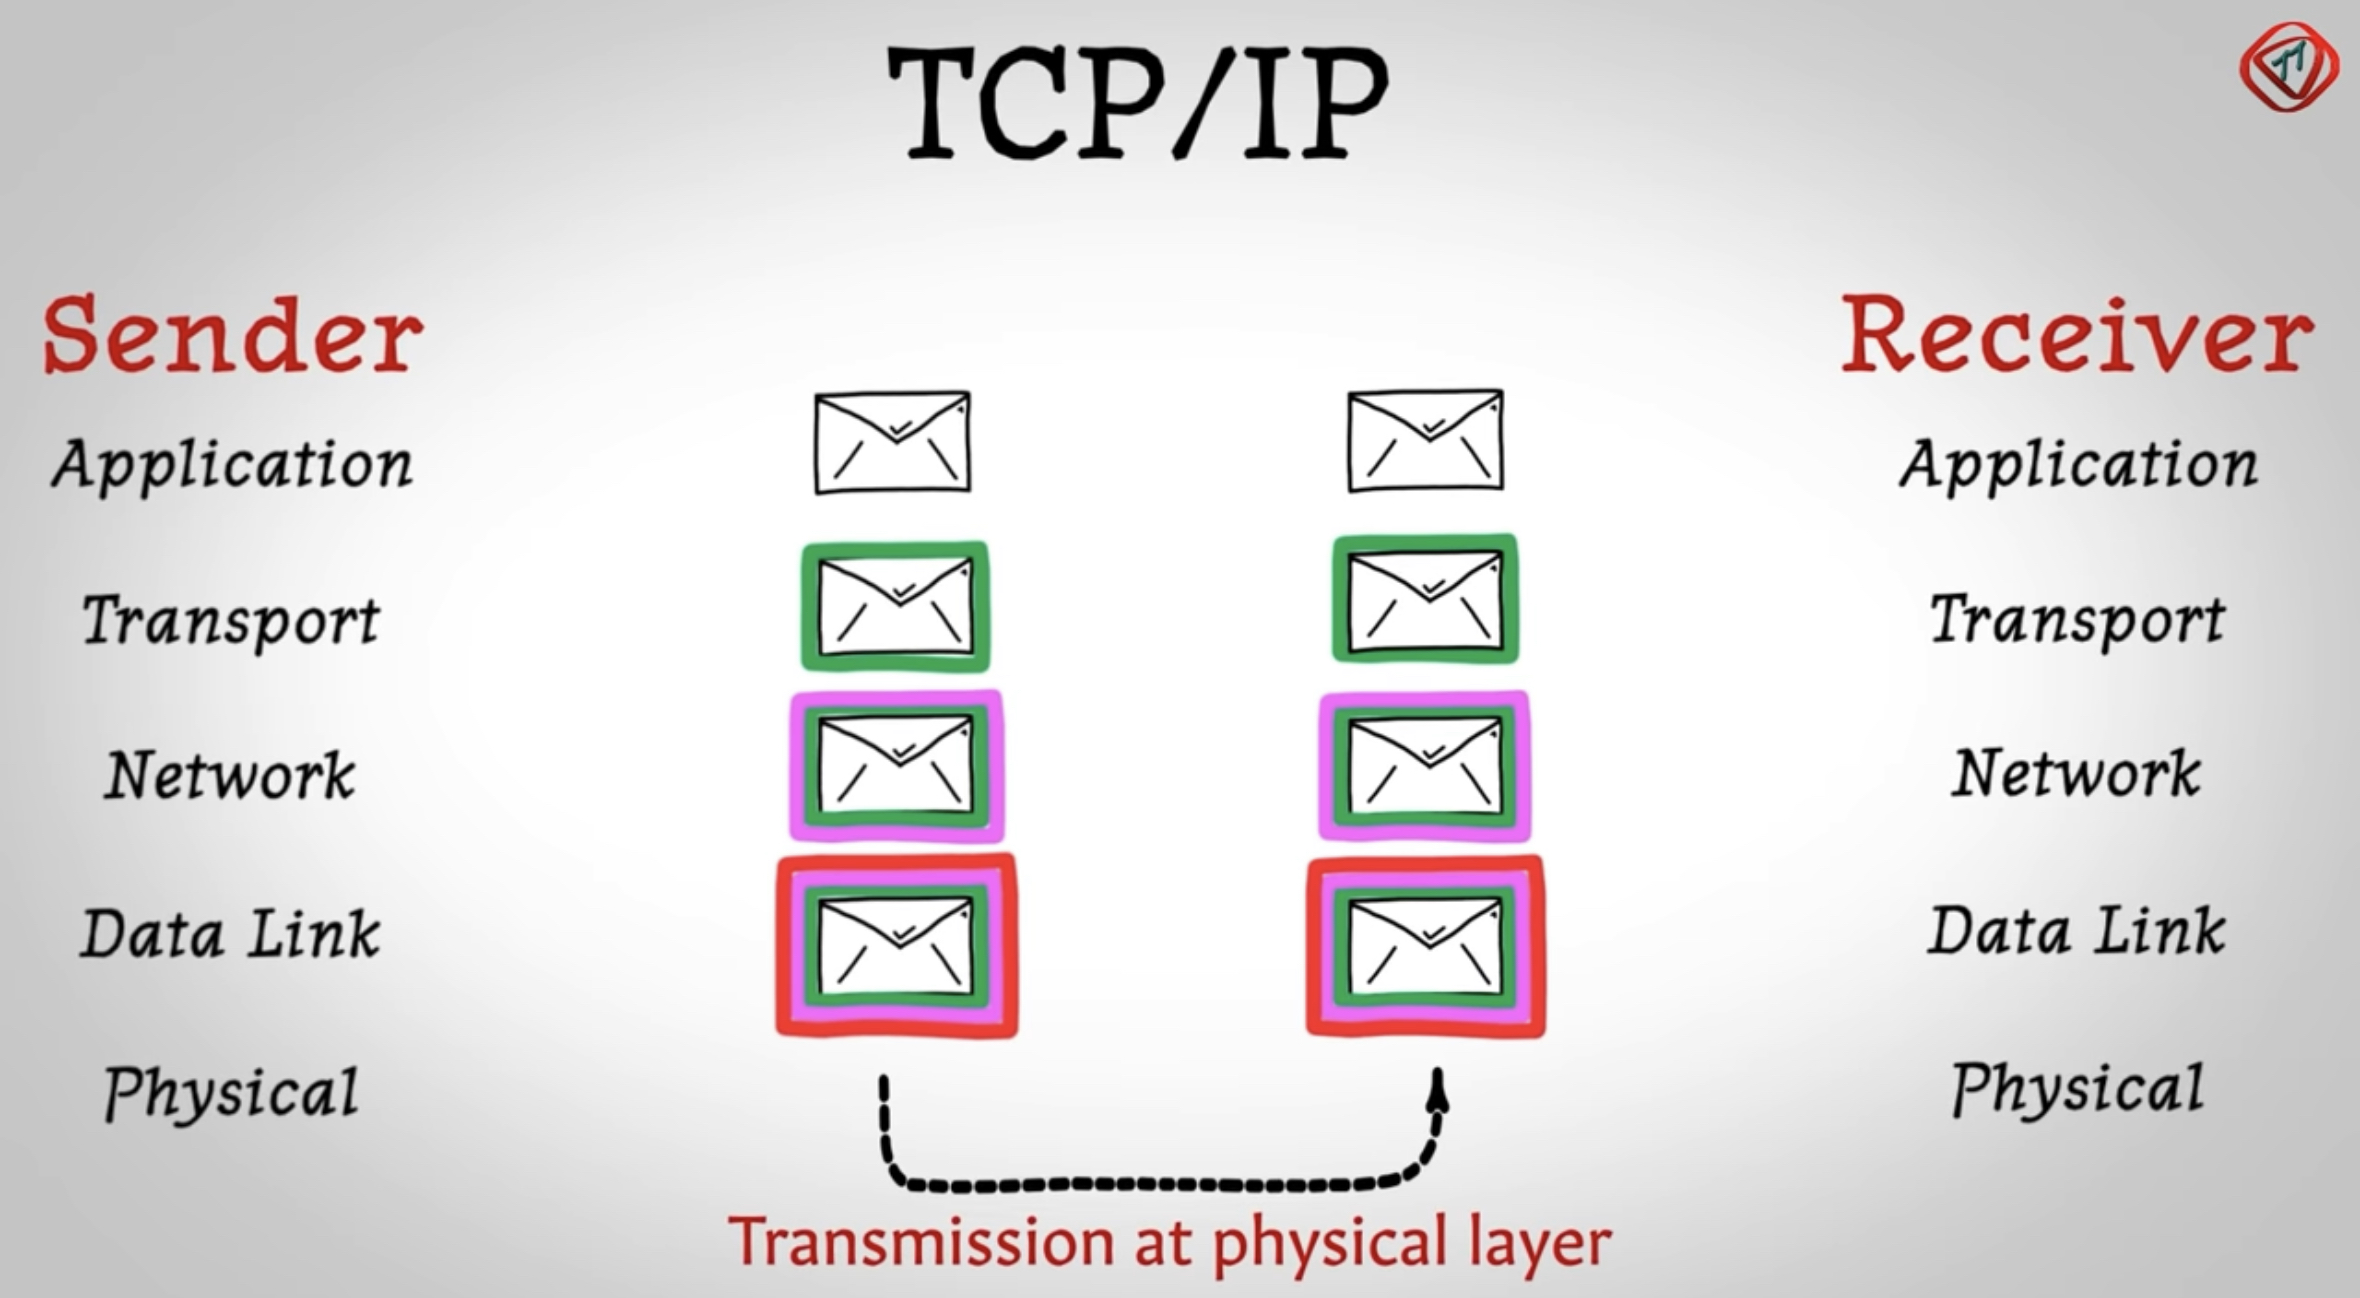 TCP/IP
Sender
Application
Transport
Network
Data Link
Physical
Receiver
Application
Transport
Network
Data Link
Physical
Transmission at physical layer